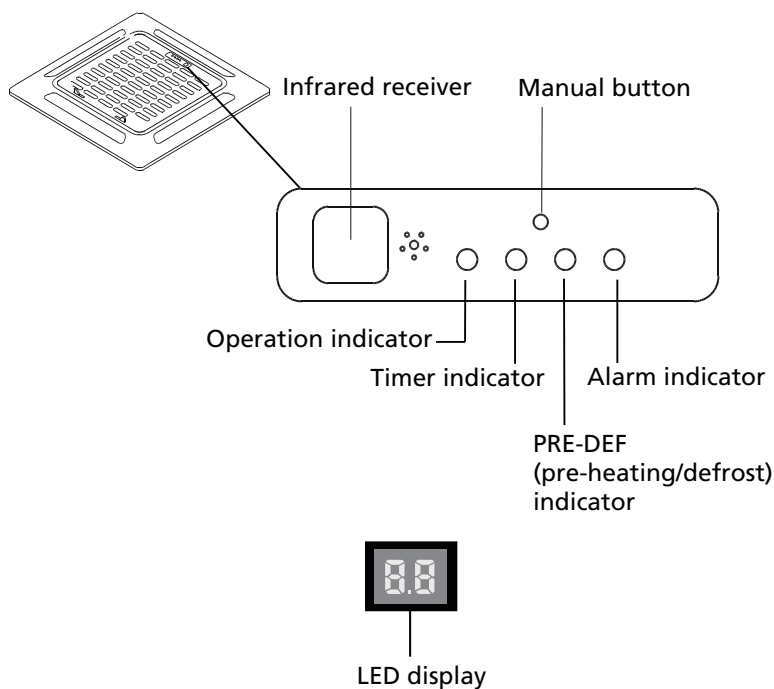 Infrared receiver
Manual button
Operation indicator
Timer indicator
Alarm indicator
PRE-DEF
(pre-heating/defrost)
indicator
8.8
LED display